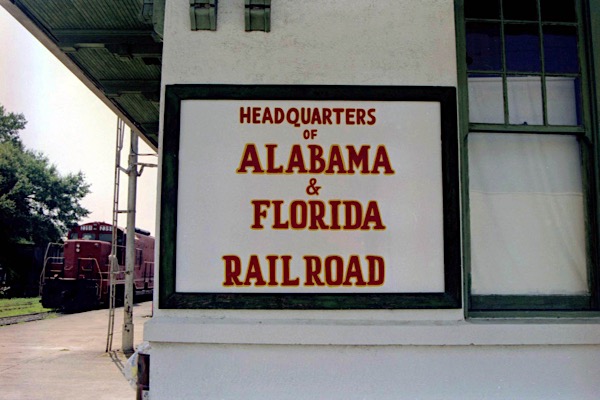 HEADQUARTERS
OF
ALABAMA
&
FLORIDA
RAILROAD